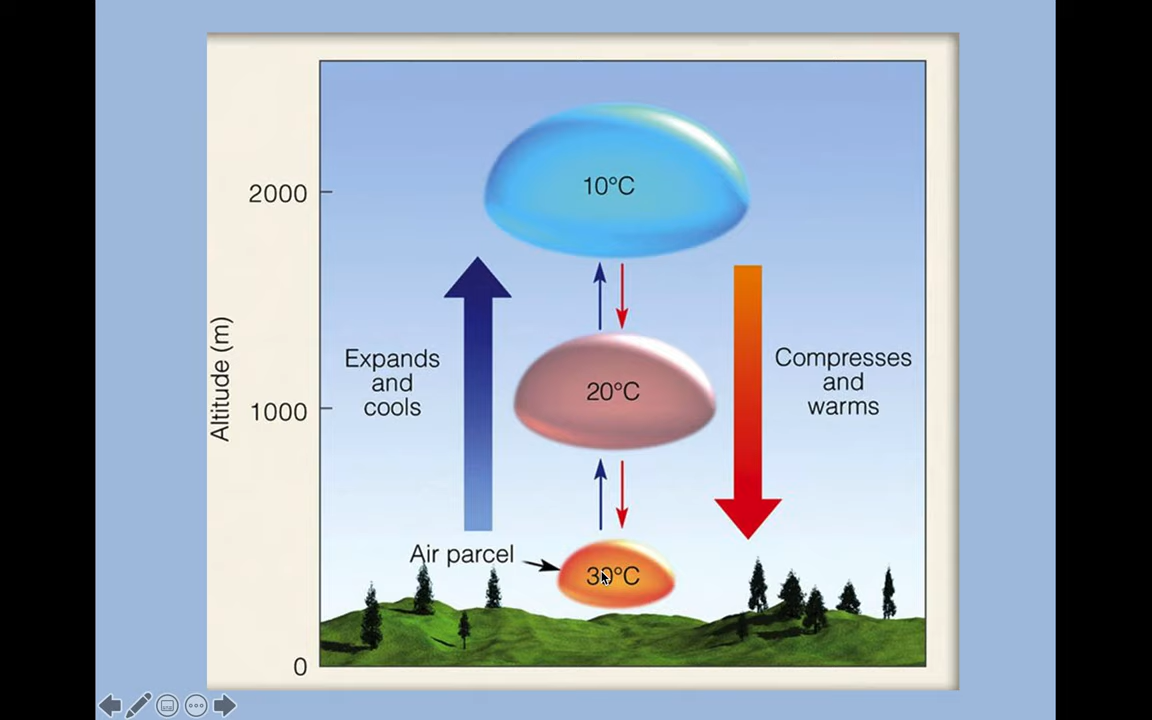 10°C
2000
Expands
and
cools
Compresses
and
warms
20°C
1000
Altitude (m)
Air parcel
30°C
0